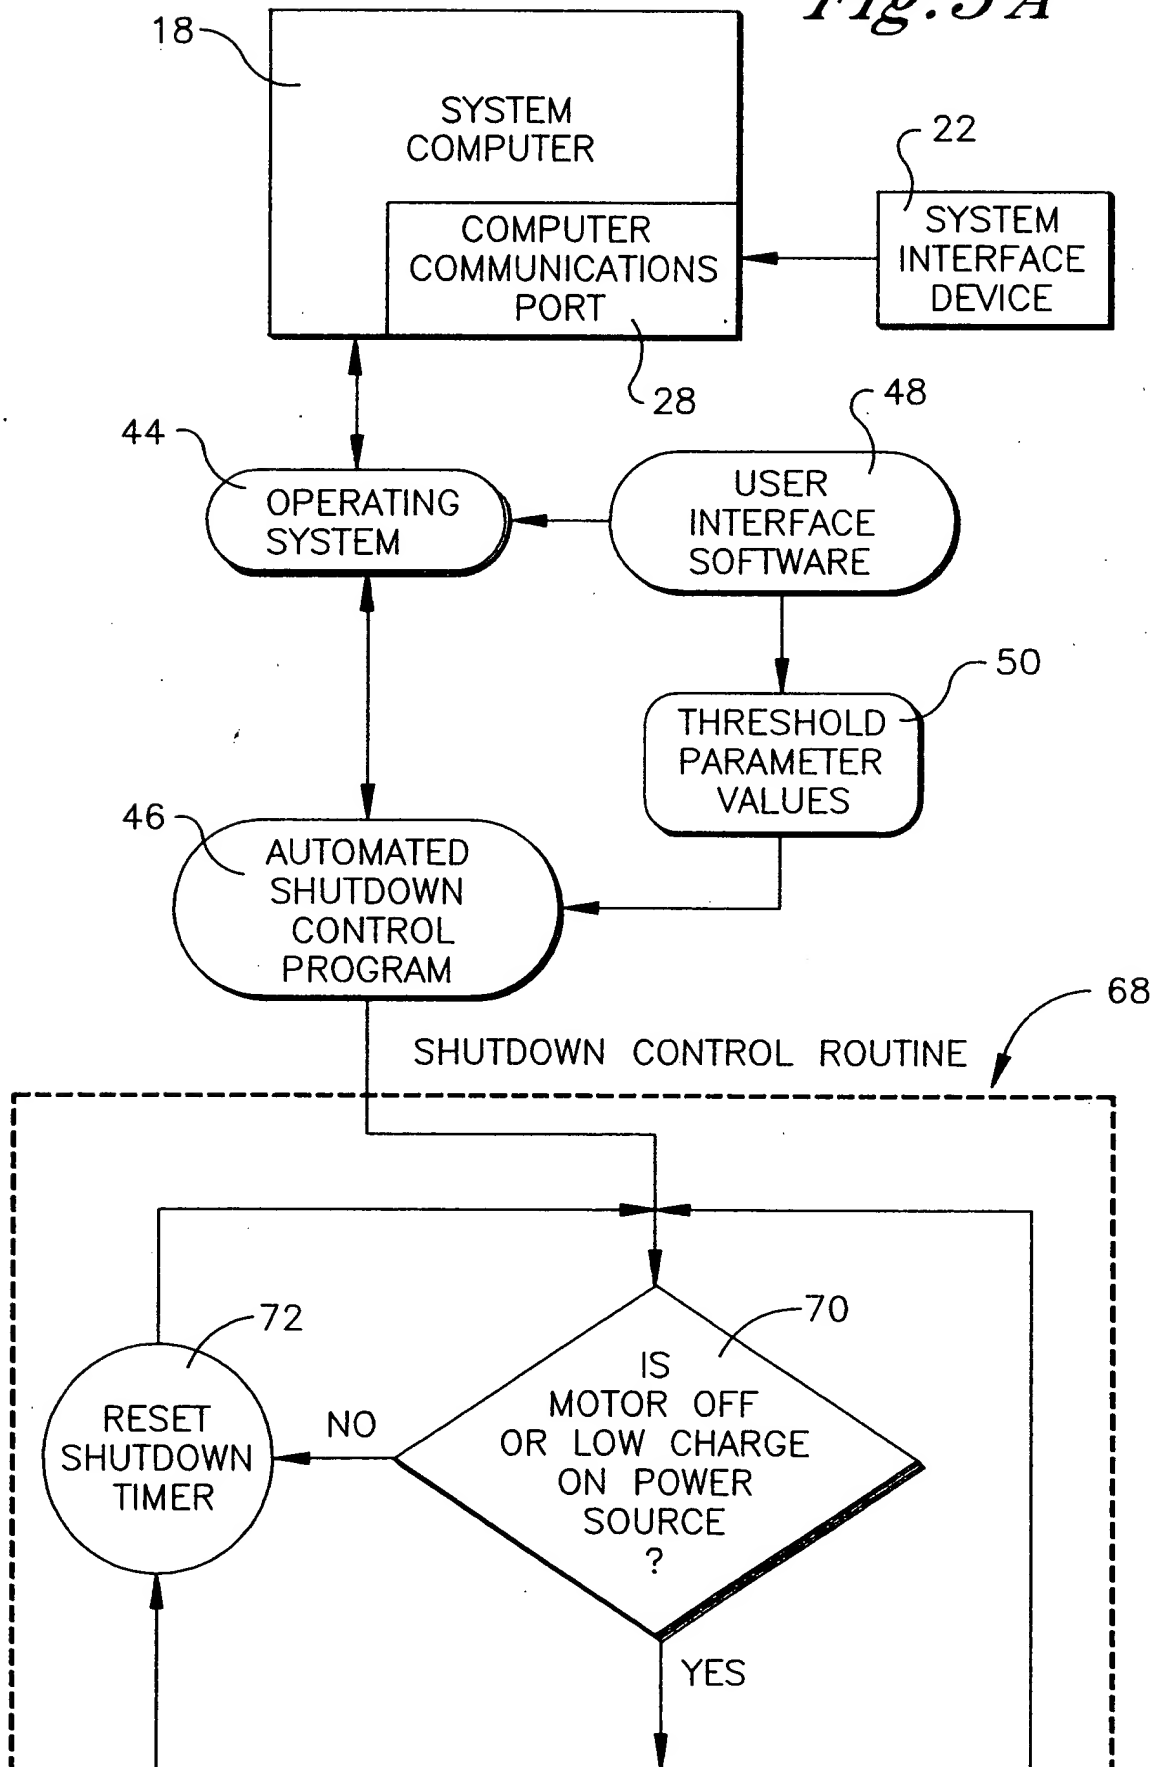 Fig. 5A
18
SYSTEM
COMPUTER
22
COMPUTER
COMMUNICATIONS
PORT
SYSTEM
INTERFACE
DEVICE
28
48
44
OPERATING
SYSTEM
USER
INTERFACE
SOFTWARE
50
THRESHOLD
PARAMETER
VALUES
46
AUTOMATED
SHUTDOWN
CONTROL
PROGRAM
68
SHUTDOWN CONTROL ROUTINE
72
70
RESET
SHUTDOWN
TIMER
NO
IS
MOTOR OFF
OR LOW CHARGE
ON POWER
SOURCE
?
YES